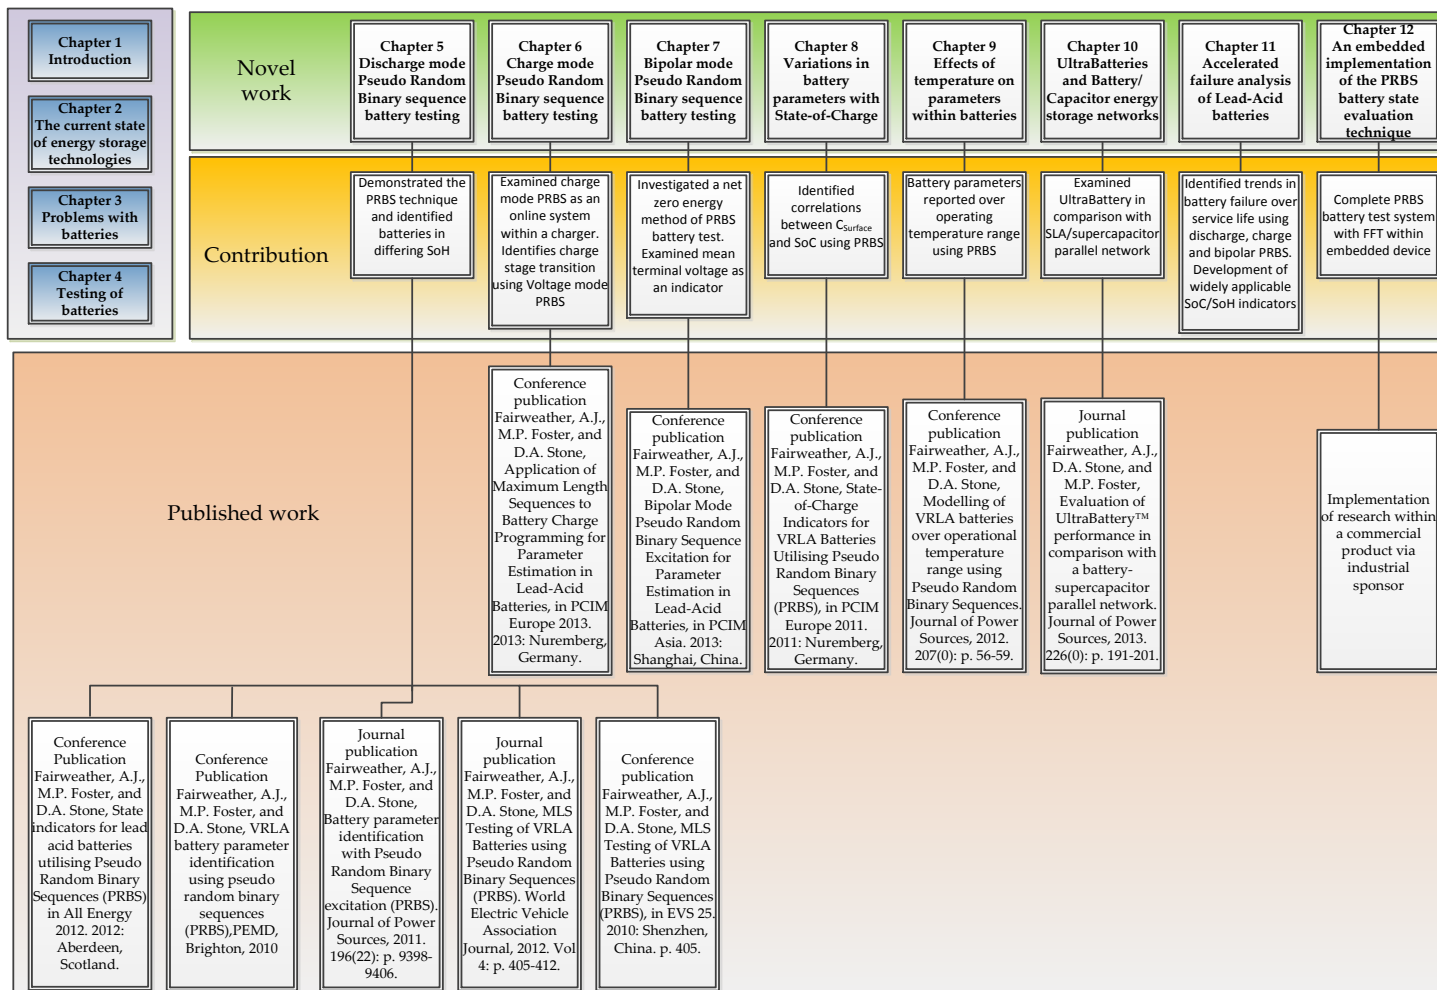 Chapter 1
Introduction
Chapter 2
The current state
of energy storage
technologies
Chapter 3
Problems with
batteries
Chapter 4
Testing of
batteries
Novel
work
Chapter 5
Discharge mode
Pseudo Random
Binary sequence
battery testing
Chapter 6
Charge mode
Pseudo Random
Binary sequence
battery testing
Chapter 7
Bipolar mode
Pseudo Random
Binary sequence
battery testing
Chapter 8
Variations in
battery
parameters with
State-of-Charge
Chapter 9
Effects of
temperature on
parameters
within batteries
Chapter 10
UltraBatteries
and Battery/
Capacitor energy
storage networks
Chapter 11
Accelerated
failure analysis
of Lead-Acid
batteries
Chapter 12
An embedded
implementation
of the PRBS
battery state
evaluation
technique
Contribution
Demonstrated the
PRBS technique
and identified
batteries in
differing SoH
Examined charge
mode PRBS as an
online system
within a charger.
Identifies charge
stage transition
using Voltage mode
PRBS
Investigated a net
zero energy
method of PRBS
battery test.
Examined mean
terminal voltage as
an indicator
Identified
correlations
between CSurface
and SoC using PRBS
Battery parameters
reported over
operating
temperature range
using PRBS
Examined
UltraBattery in
comparison with
SLA/supercapacitor
parallel network
Identified trends in
battery failure over
service life using
discharge, charge
and bipolar PRBS.
Development of
widely applicable
SoC/SoH indicators
Complete PRBS
battery test system
with FFT within
embedded device
Published work
Conference
publication
Fairweather, A.J.,
M.P. Foster, and
D.A. Stone,
Application of
Maximum Length
Sequences to
Battery Charge
Programming for
Parameter
Estimation in
Lead-Acid
Batteries, in PCIM
Europe 2013.
2013: Nuremberg,
Germany.
Conference
publication
Fairweather, A.J.,
M.P. Foster, and
D.A. Stone,
Bipolar Mode
Pseudo Random
Binary Sequence
Excitation for
Parameter
Estimation in
Lead-Acid
Batteries, in PCIM
Asia. 2013:
Shanghai, China.
Conference
publication
Fairweather, A.J.,
M.P. Foster, and
D.A. Stone, State-
of-Charge
Indicators for
VRLA Batteries
Utilising Pseudo
Random Binary
Sequences
(PRBS), in PCIM
Europe 2011.
2011: Nuremberg,
Germany.
Conference
publication
Fairweather, A.J.,
M.P. Foster, and
D.A. Stone,
Modelling of
VRLA batteries
over operational
temperature
range using
Pseudo Random
Binary Sequences.
Journal of Power
Sources, 2012.
207(0): p. 56-59.
Journal
publication
Fairweather, A.J.,
D.A. Stone, and
M.P. Foster,
Evaluation of
UltraBattery™
performance in
comparison with
a battery-
supercapacitor
parallel network.
Journal of Power
Sources, 2013.
226(0): p. 191-201.
Implementation
of research within
a commercial
product via
industrial
sponsor
Conference
Publication
Fairweather, A.J.,
M.P. Foster, and
D.A. Stone, State
indicators for lead
acid batteries
utilising Pseudo
Random Binary
Sequences (PRBS)
in All Energy
2012. 2012:
Aberdeen,
Scotland.
Conference
Publication
Fairweather, A.J.,
M.P. Foster, and
D.A. Stone, VRLA
battery parameter
identification
using pseudo
random binary
sequences
(PRBS),PEMD,
Brighton, 2010
Journal
publication
Fairweather, A.J.,
M.P. Foster, and
D.A. Stone,
Battery parameter
identification
with Pseudo
Random Binary
Sequence
excitation (PRBS).
Journal of Power
Sources, 2011.
196(22): p. 9398-
9406.
Journal
publication
Fairweather, A.J.,
M.P. Foster, and
D.A. Stone, MLS
Testing of VRLA
Batteries using
Pseudo Random
Binary Sequences
(PRBS). World
Electric Vehicle
Association
Journal, 2012. Vol
4: p. 405-412.
Conference
publication
Fairweather, A.J.,
M.P. Foster, and
D.A. Stone, MLS
Testing of VRLA
Batteries using
Pseudo Random
Binary Sequences
(PRBS), in EVS 25.
2010: Shenzhen,
China. p. 405.